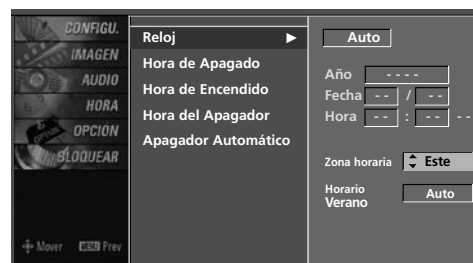 CONFIGU.
IMAGEN
AUDIO
HORA
OPCION
BLOQUEAR
Mover MENU Prev
Reloj ►
Hora de Apagado
Hora de Encendido
Hora del Apagador
Apagador Automático
Auto
Año - - - -
Fecha - - / - -
Hora - - : - - - -
Zona horaria Este
Horario
Verano Auto